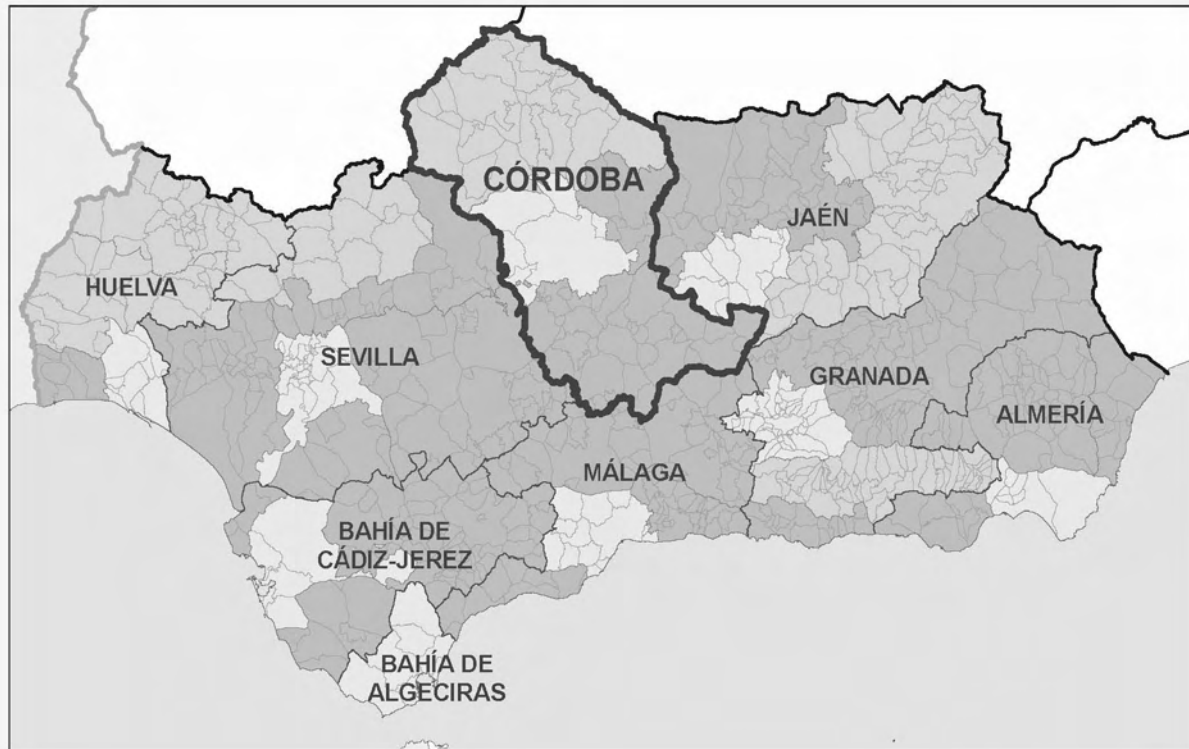 CÓRDOBA
JAÉN
HUELVA
SEVILLA
GRANADA
ALMERÍA
MÁLAGA
BAHÍA DE
CÁDIZ-JEREZ
BAHÍA DE
ALGECIRAS